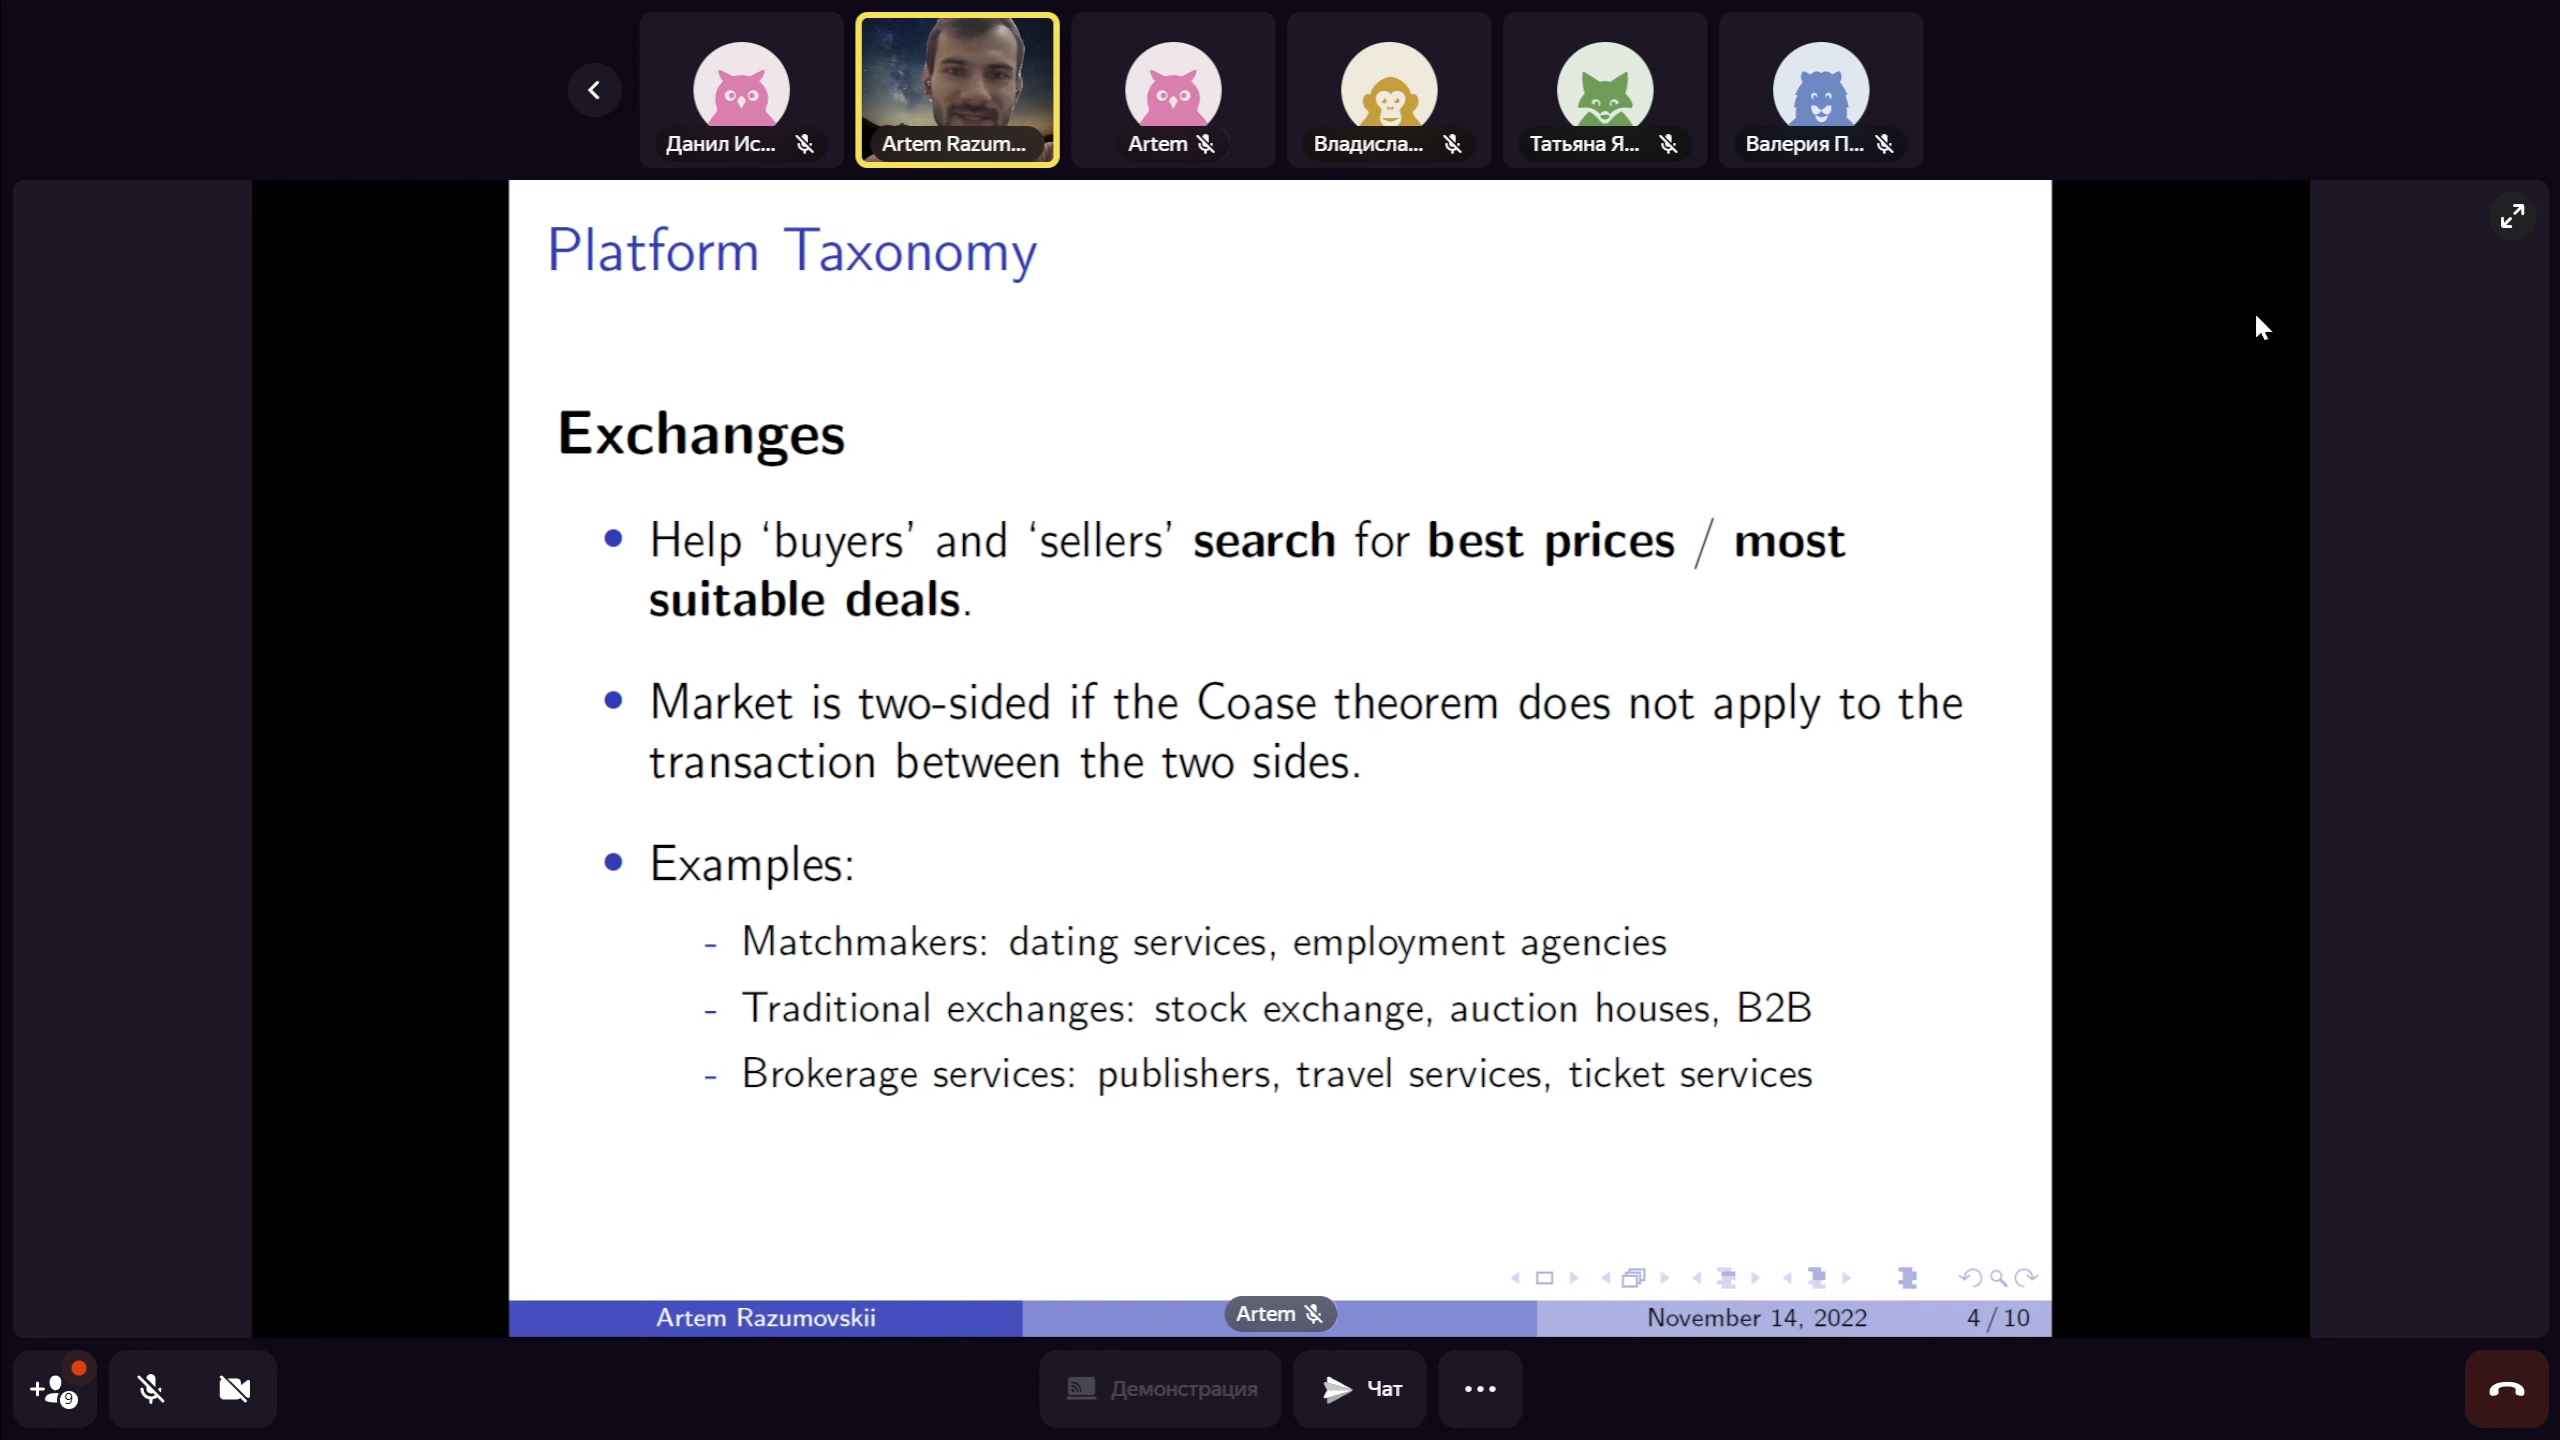 Данил Ис...
Artem Razum...
Artem
Владисла...
Татьяна Я...
Валерия П...
Platform Taxonomy
Exchanges
Help ‘buyers’ and ‘sellers’ search for best prices / most
suitable deals.
Market is two-sided if the Coase theorem does not apply to the
transaction between the two sides.
Examples:
- Matchmakers: dating services, employment agencies
- Traditional exchanges: stock exchange, auction houses, B2B
- Brokerage services: publishers, travel services, ticket services
Artem Razumovskii
Artem
November 14, 2022
4 / 10
9
Демонстрация
Чат